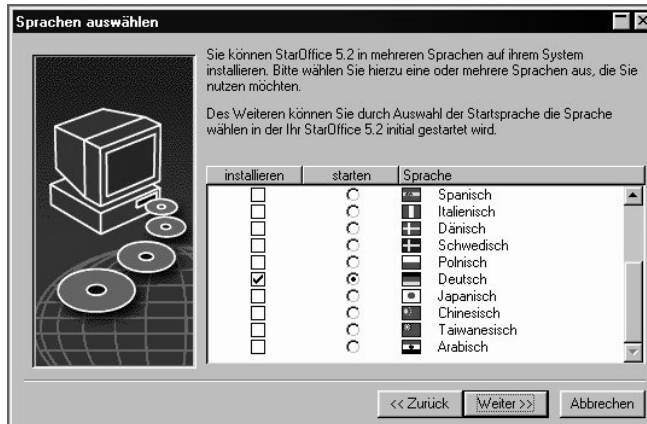 Sprachen auswählen
Sie können StarOffice 5.2 in mehreren Sprachen auf ihrem System
installieren. Bitte wählen Sie hierzu eine oder mehrere Sprachen aus, die Sie
nutzen möchten.
Des Weiteren können Sie durch Auswahl der Startsprache die Sprache
wählen in der Ihr StarOffice 5.2 initial gestartet wird.
installieren starten Sprache
Spanisch
Italienisch
Dänisch
Schwedisch
Polnisch
Deutsch
Japanisch
Chinesisch
Taiwanesisch
Arabisch
<< Zurück Weiter >> Abbrechen